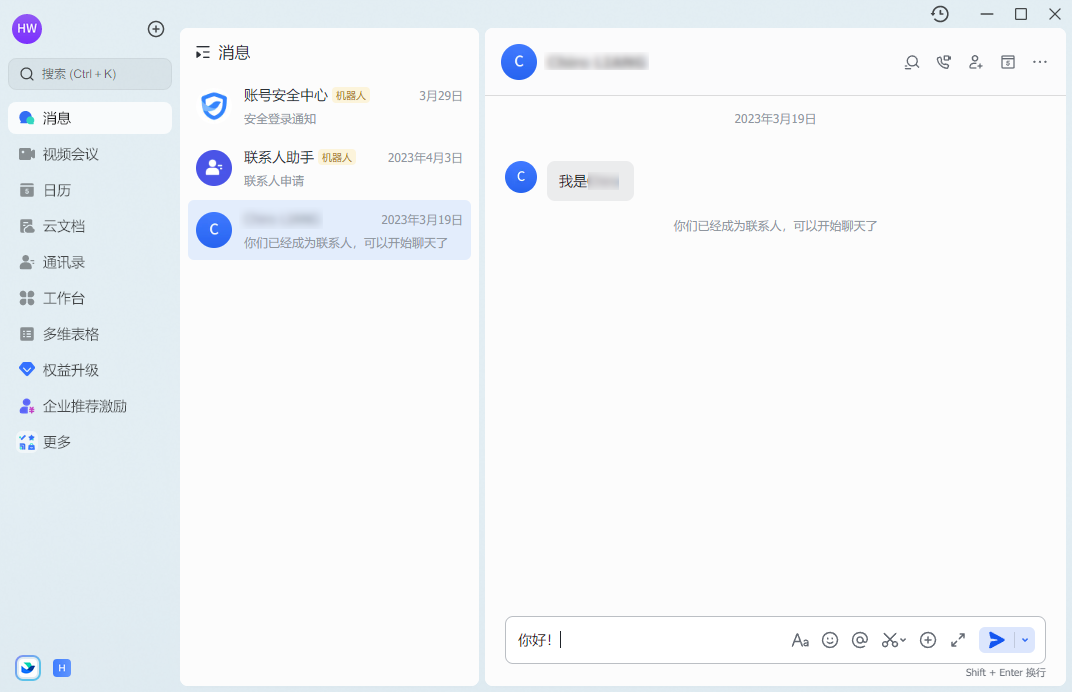 HW
搜索 (Ctrl + K)
消息
视频会议
日历
云文档
通讯录
工作台
多维表格
权益升级
企业推荐激励
更多
H
消息
账号安全中心 机器人 3月29日
安全登录通知
联系人助手 机器人 2023年4月3日
联系人申请
C 2023年3月19日
你们已经成为联系人，可以开始聊天了
C
2023年3月19日
C 我是
你们已经成为联系人，可以开始聊天了
你好！
Aa
Shift + Enter 换行